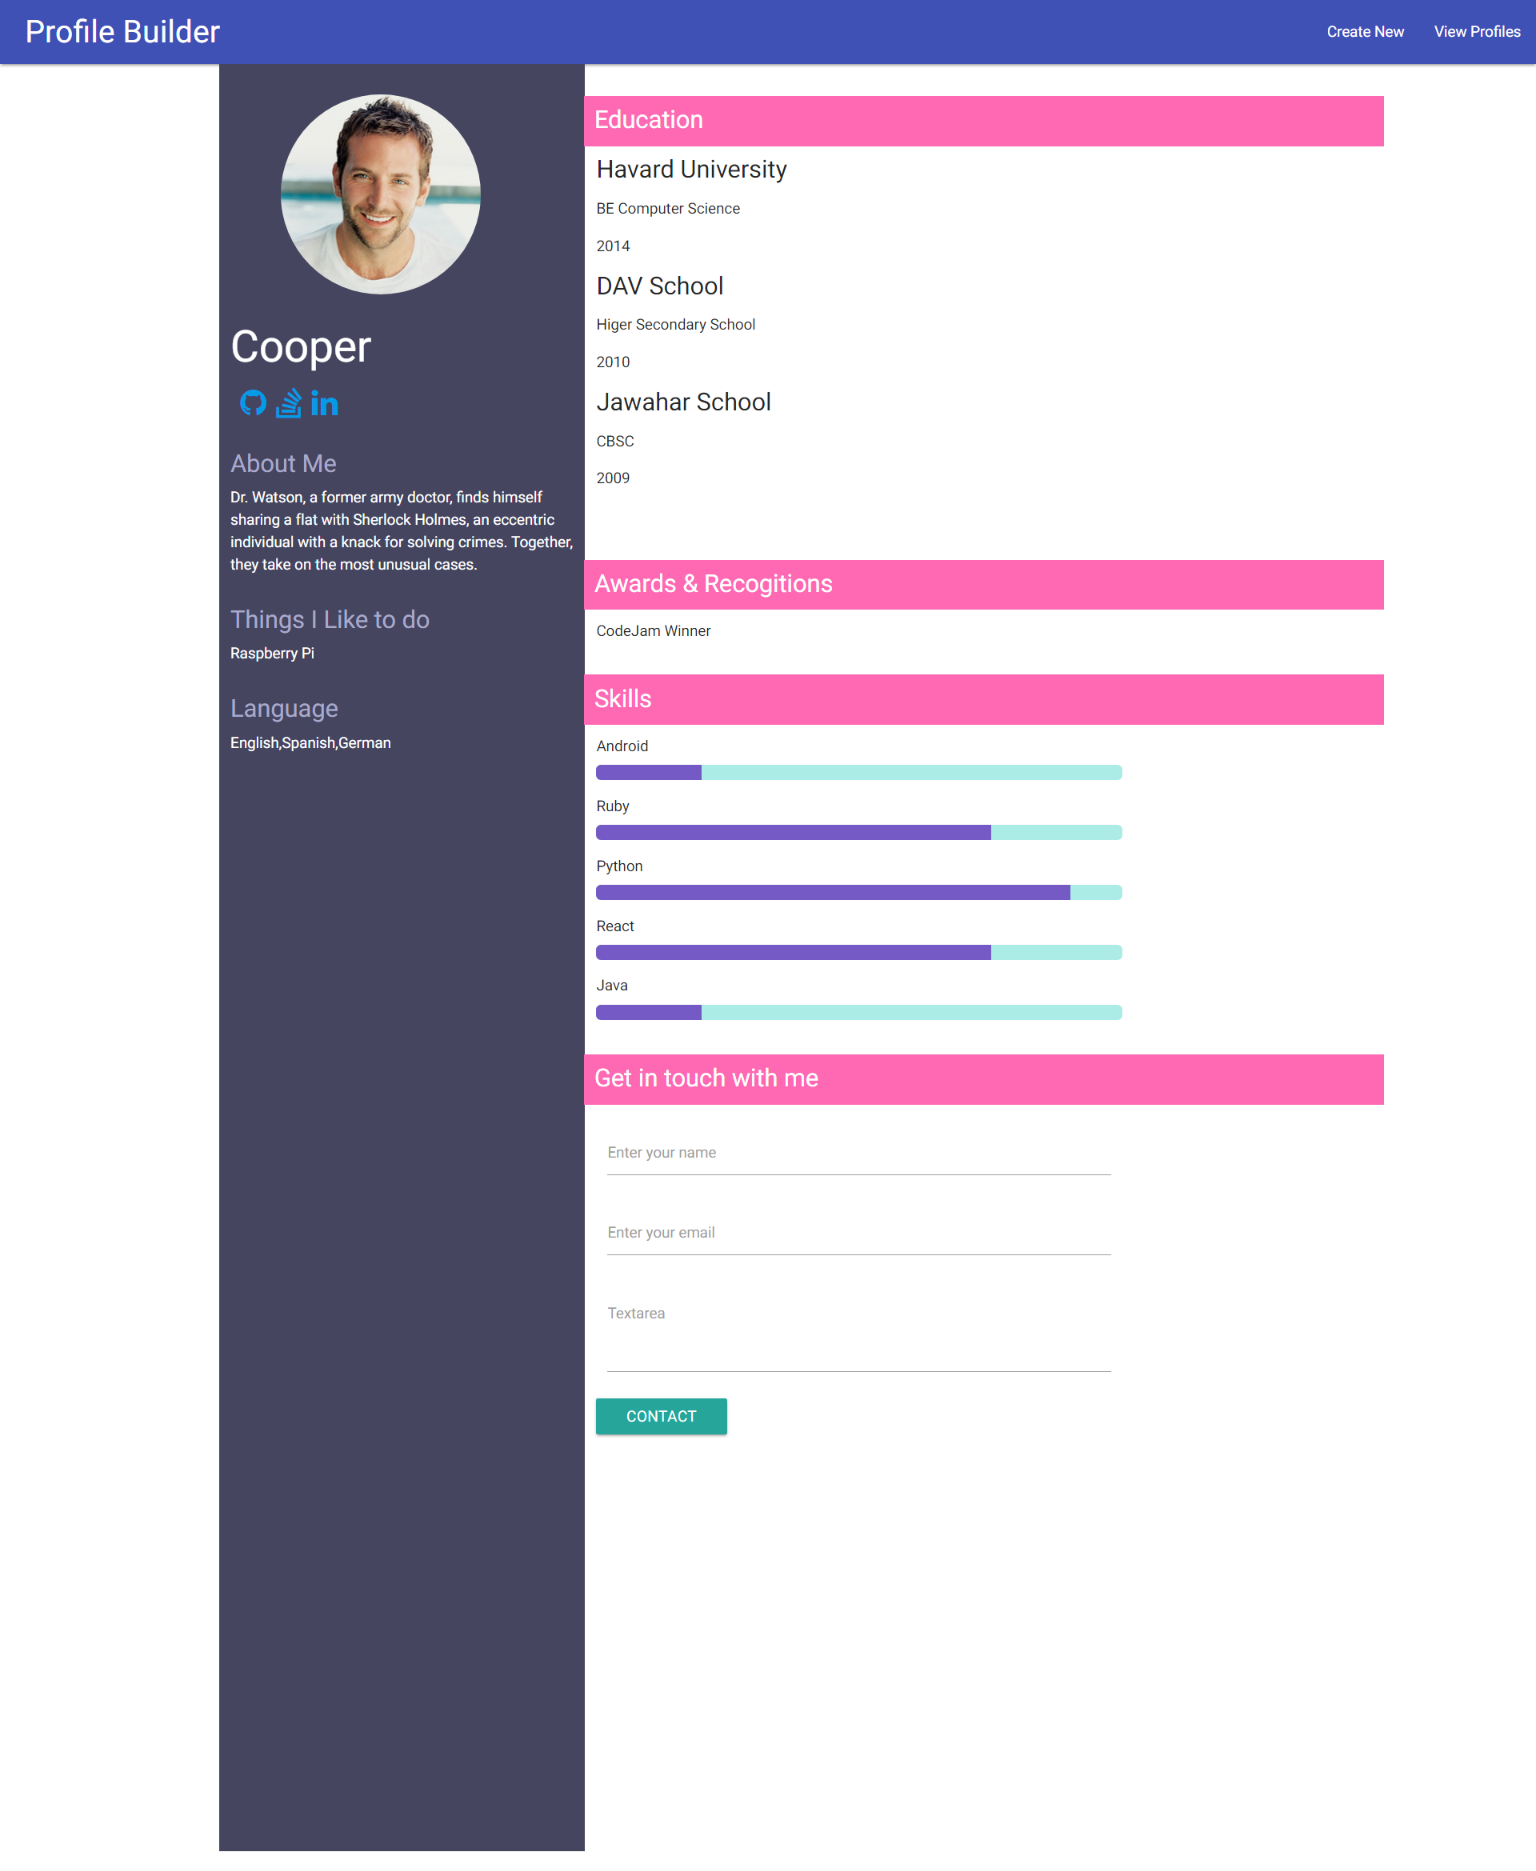 Profile Builder
Create New
View Profiles
Cooper
About Me
Dr. Watson, a former army doctor, finds himself
sharing a flat with Sherlock Holmes, an eccentric
individual with a knack for solving crimes. Together,
they take on the most unusual cases.
Things I Like to do
Raspberry Pi
Language
English,Spanish,German
Education
Havard University
BE Computer Science
2014
DAV School
Higer Secondary School
2010
Jawahar School
CBSC
2009
Awards & Recogitions
CodeJam Winner
Skills
Android
Ruby
Python
React
Java
Get in touch with me
Enter your name
Enter your email
Textarea
CONTACT